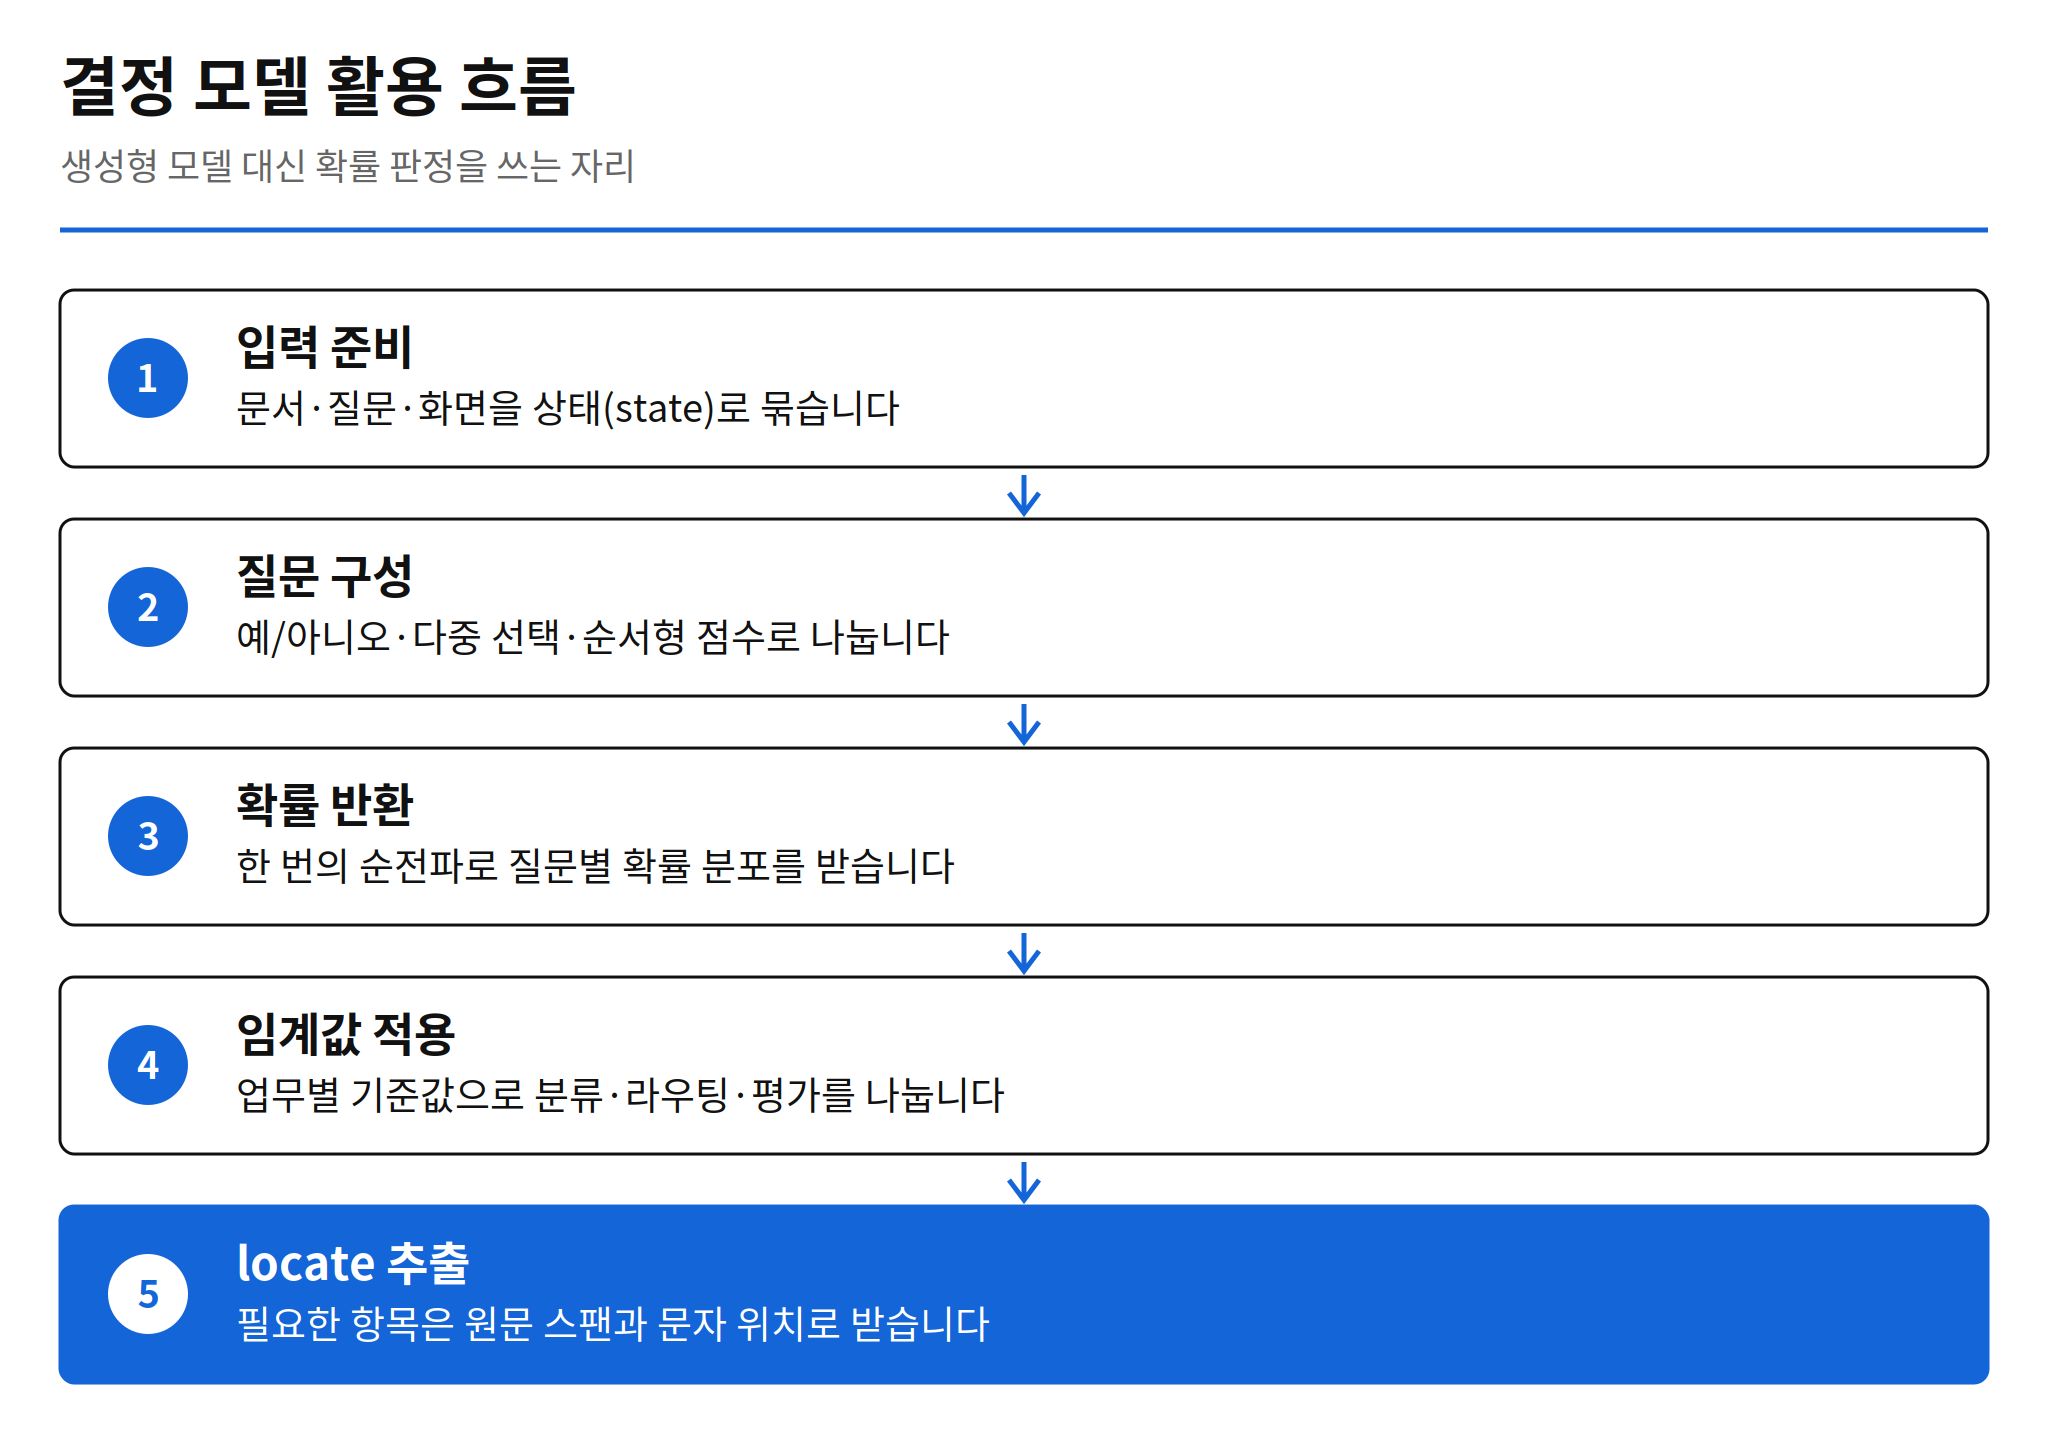 결정 모델 활용 흐름
생성형 모델 대신 확률 판정을 쓰는 자리
1
입력 준비
문서·질문·화면을 상태(state)로 묶습니다
2
질문 구성
예/아니오·다중 선택·순서형 점수로 나눕니다
3
확률 반환
한 번의 순전파로 질문별 확률 분포를 받습니다
4
임계값 적용
업무별 기준값으로 분류·라우팅·평가를 나눕니다
5
locate 추출
필요한 항목은 원문 스팬과 문자 위치로 받습니다